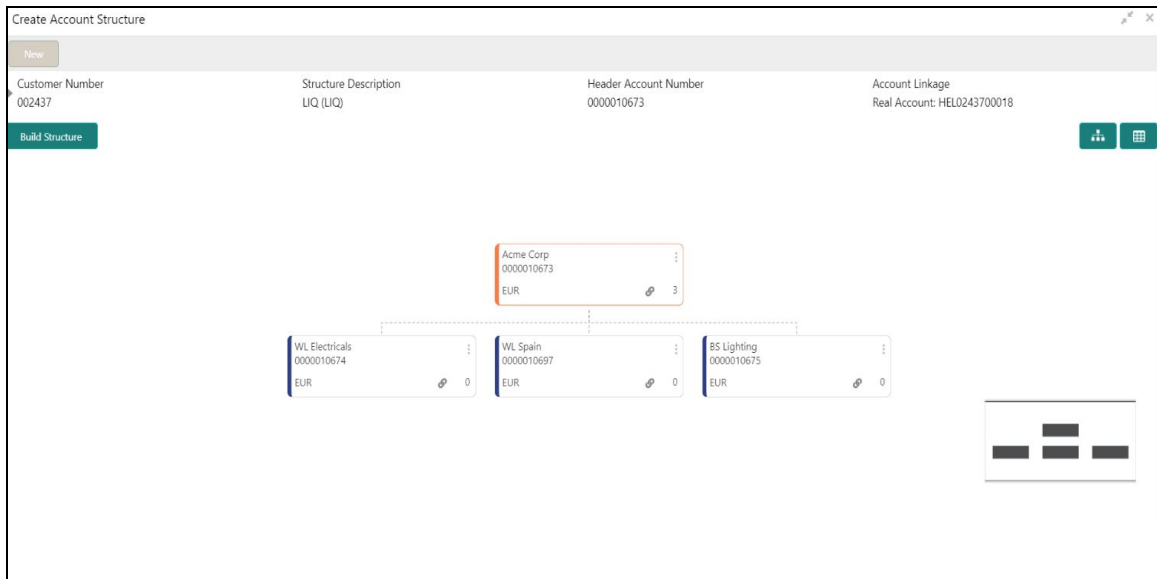 Create Account Structure
New
Customer Number
002437
Structure Description
LIQ (LIQ)
Header Account Number
0000010673
Account Linkage
Real Account: HEL0243700018
Build Structure
Acme Corp
0000010673
EUR 3
WL Electricals
0000010674
EUR 0
WL Spain
0000010697
EUR 0
BS Lighting
0000010675
EUR 0